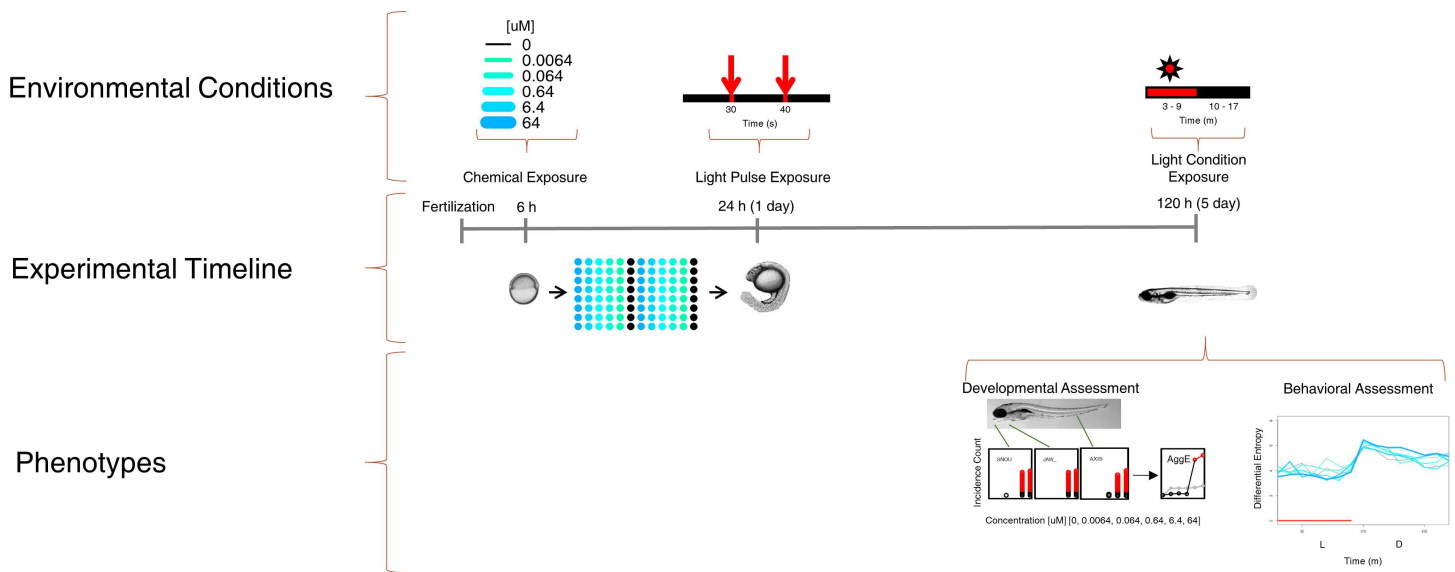 Environmental Conditions
[uM]
0
0.0064
0.064
0.64
6.4
64
Chemical Exposure
30
40
Time (s)
Light Pulse Exposure
3 - 9
10 - 17
Time (m)
Light Condition
Exposure
Experimental Timeline
Fertilization
6 h
24 h (1 day)
120 h (5 day)
Phenotypes
Developmental Assessment
Incidence Count
SNOU
JAW_
AXIS
AggE
Concentration [uM] [0, 0.0064, 0.064, 0.64, 6.4, 64]
Behavioral Assessment
Differential Entropy
L
D
Time (m)